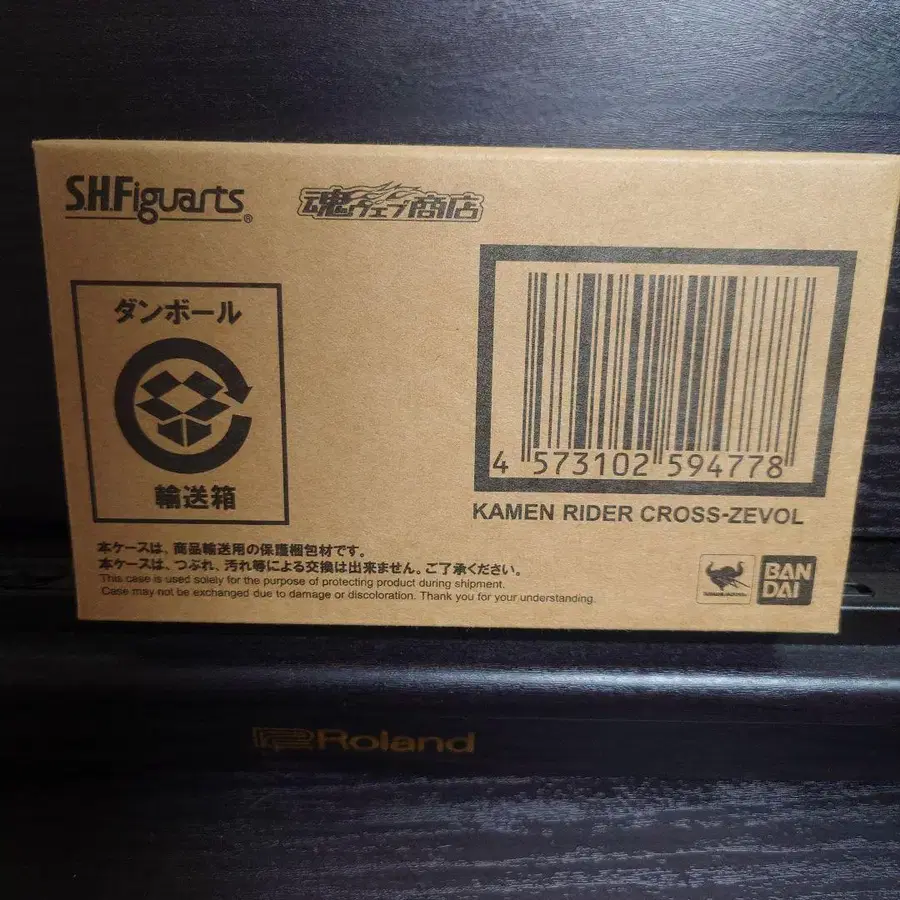 S.H.Figuarts®
魂ウェブ商店
ダンボール
輸送箱
4 573102 594778
KAMEN RIDER CROSS-ZEVOL
本ケースは、商品輸送用の保護梱包材です。
本ケースは、つぶれ、汚れ等による交換は出来ません。ご了承ください。
This case is used solely for the purpose of protecting product during shipment.
Case may not be exchanged due to damage or discoloration. Thank you for your understanding.
BAN
DAI
Roland